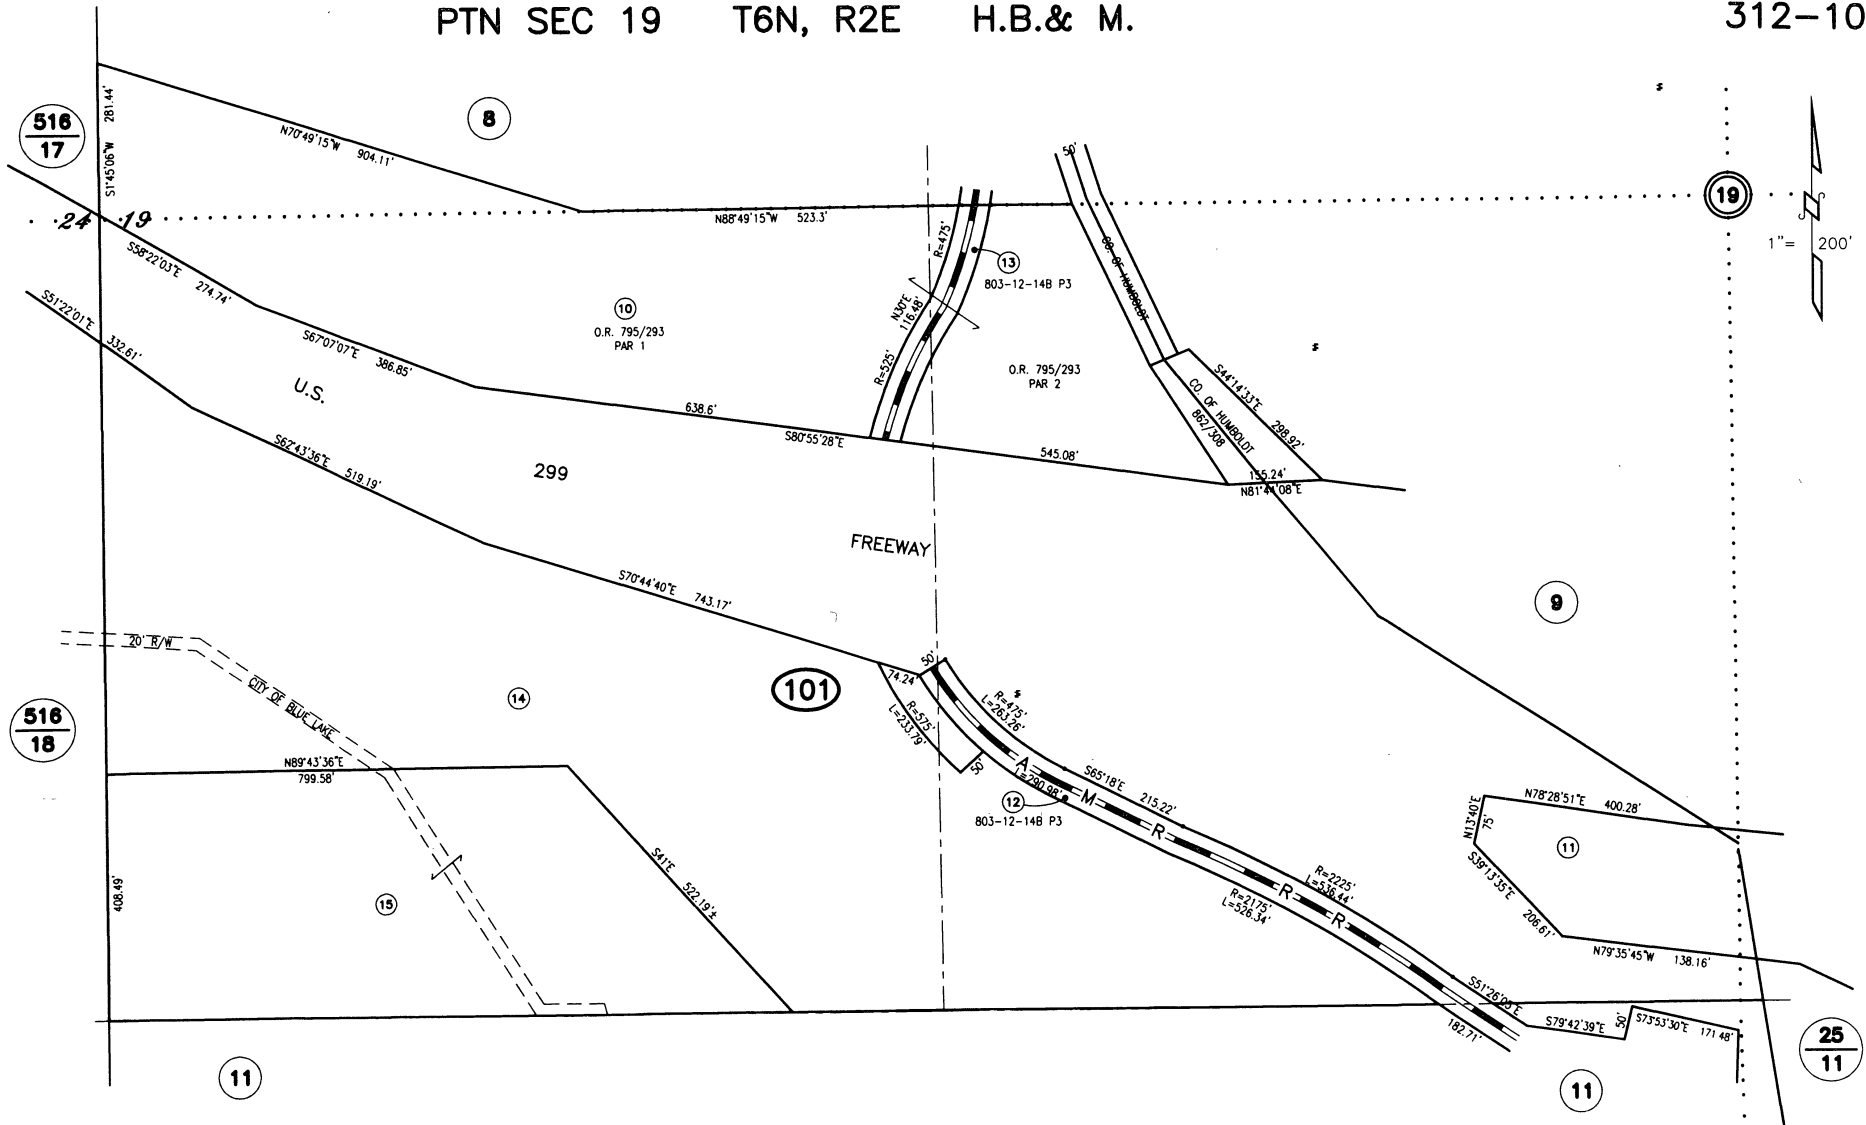 PTN SEC 19 T6N, R2E H.B.& M.
312-10
516
17
8
S1°45'06"W 281.44'
N70°49'15"W 904.11'
50'
24 19
19
N88°49'15"W 523.3'
1"= 200'
S58°22'03"E 274.74'
R=475'
13
803-12-14B P3
CO. OF HUMBOLDT
N30°E
116.48'
10
O.R. 795/293
PAR 1
S51°22'01"E 332.61'
S67°07'07"E 386.85'
R=525'
O.R. 795/293
PAR 2
S44°14'33"E 298.92'
CO. OF HUMBOLDT
862/308
U.S.
638.6'
S80°55'28"E
545.08'
155.24'
N81°44'08"E
S62°43'36"E 519.19'
299
FREEWAY
S70°44'40"E 743.17'
9
20' R/W
CITY OF BLUE LAKE
14
101
50'
74.24'
R=475'
L=263.26'
R=575'
L=233.79'
50'
516
18
N89°43'36"E
799.58'
A M R R R
L=290.98'
S65°18'E 215.22'
12
803-12-14B P3
N13°40'E
75'
N78°28'51"E 400.28'
11
S39°13'35"E 206.61'
S41°E 522.19'±
R=2225'
L=536.44'
R=2175'
L=526.34'
408.49'
15
N79°35'45"W 138.16'
S51°26'05"E
182.71'
S79°42'39"E
50'
S73°53'30"E 171.48'
11
11
25
11